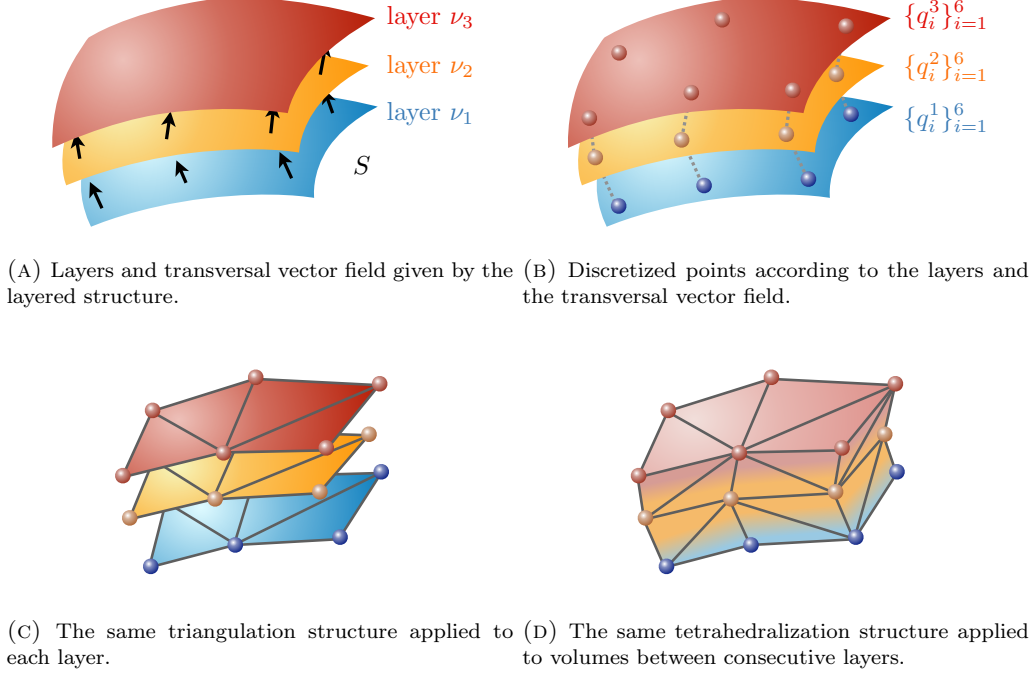 layer ν₃
layer ν₂
layer ν₁
S
{q_i^3}_{i=1}^6
{q_i^2}_{i=1}^6
{q_i^1}_{i=1}^6
(A) Layers and transversal vector field given by the
layered structure.
(B) Discretized points according to the layers and
the transversal vector field.
(C) The same triangulation structure applied to
each layer.
(D) The same tetrahedralization structure applied
to volumes between consecutive layers.